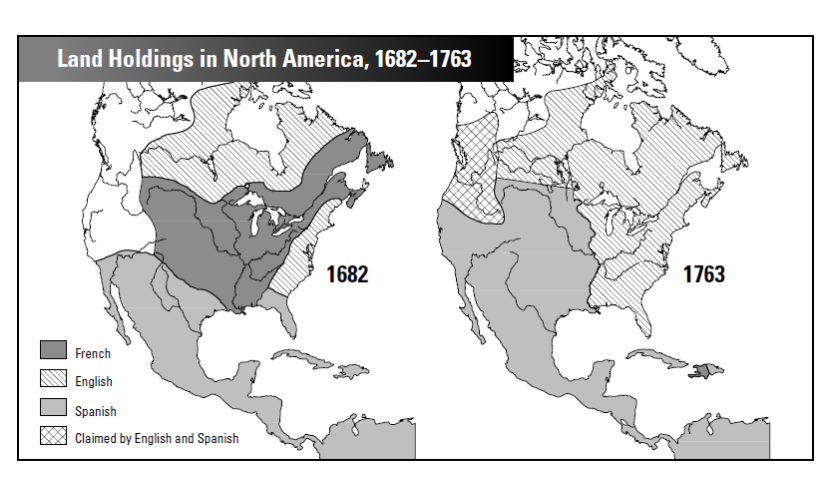 Land Holdings in North America, 1682–1763
1682
1763
French
English
Spanish
Claimed by English and Spanish